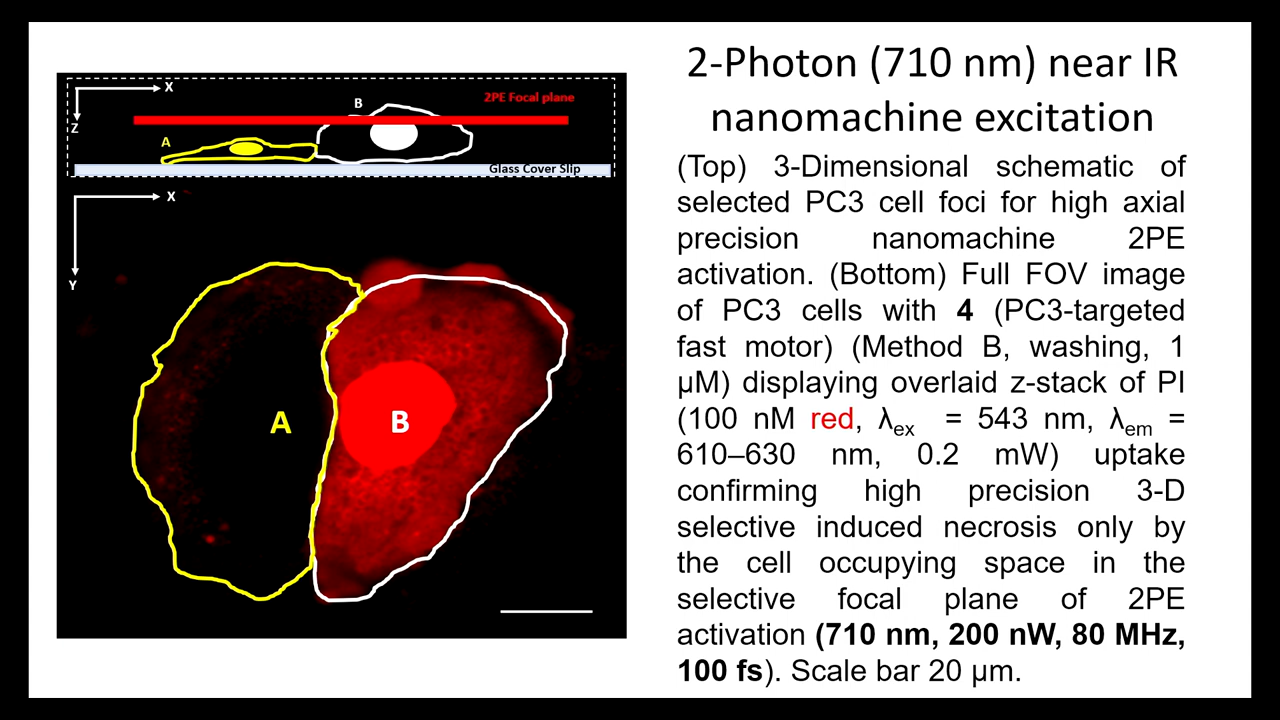 2-Photon (710 nm) near IR
nanomachine excitation
X
Z
2PE Focal plane
B
A
Glass Cover Slip
X
Y
A
B
(Top) 3-Dimensional schematic of
selected PC3 cell foci for high axial
precision nanomachine 2PE
activation. (Bottom) Full FOV image
of PC3 cells with 4 (PC3-targeted
fast motor) (Method B, washing, 1
µM) displaying overlaid z-stack of PI
(100 nM red, λex = 543 nm, λem =
610–630 nm, 0.2 mW) uptake
confirming high precision 3-D
selective induced necrosis only by
the cell occupying space in the
selective focal plane of 2PE
activation (710 nm, 200 nW, 80 MHz,
100 fs). Scale bar 20 µm.